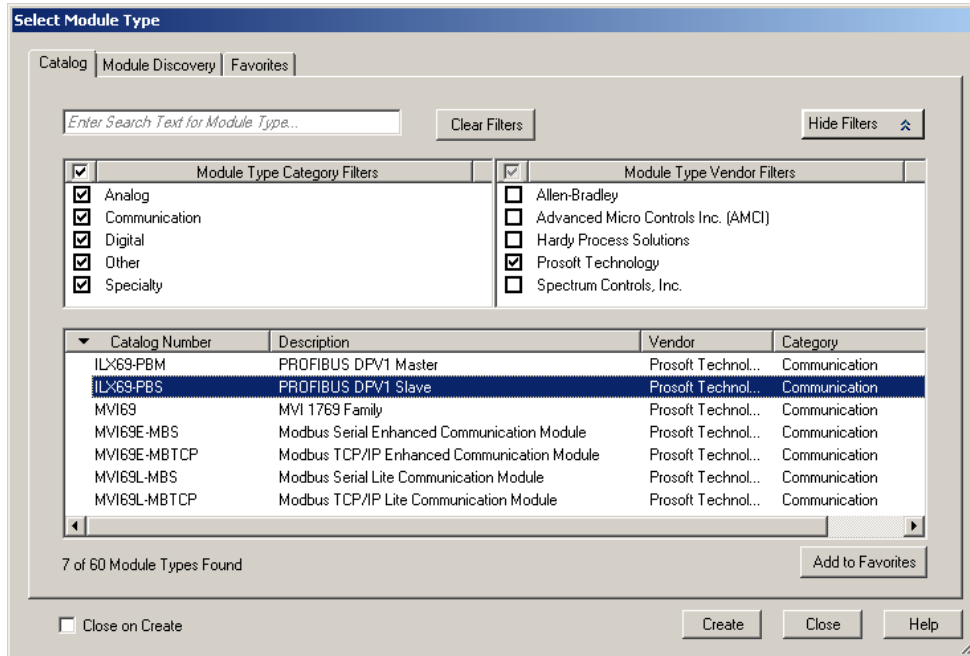 Select Module Type
Catalog Module Discovery Favorites
Enter Search Text for Module Type... Clear Filters Hide Filters
Module Type Category Filters Module Type Vendor Filters
Analog Allen-Bradley
Communication Advanced Micro Controls Inc. (AMCI)
Digital Hardy Process Solutions
Other Prosoft Technology
Specialty Spectrum Controls, Inc.
Catalog Number Description Vendor Category
ILX69-PBM PROFIBUS DPV1 Master Prosoft Technol... Communication
ILX69-PBS PROFIBUS DPV1 Slave Prosoft Technol... Communication
MVI69 MVI 1769 Family Prosoft Technol... Communication
MVI69E-MBS Modbus Serial Enhanced Communication Module Prosoft Technol... Communication
MVI69E-MBTCP Modbus TCP/IP Enhanced Communication Module Prosoft Technol... Communication
MVI69L-MBS Modbus Serial Lite Communication Module Prosoft Technol... Communication
MVI69L-MBTCP Modbus TCP/IP Lite Communication Module Prosoft Technol... Communication
7 of 60 Module Types Found Add to Favorites
Close on Create Create Close Help